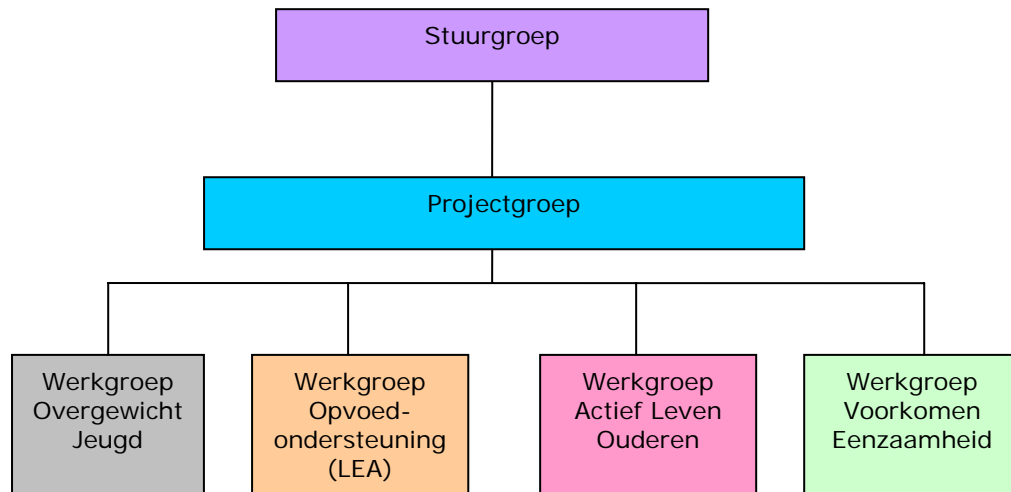 Stuurgroep
Projectgroep
Werkgroep
Overgewicht
Jeugd
Werkgroep
Opvoed-
ondersteuning
(LEA)
Werkgroep
Actief Leven
Ouderen
Werkgroep
Voorkomen
Eenzaamheid